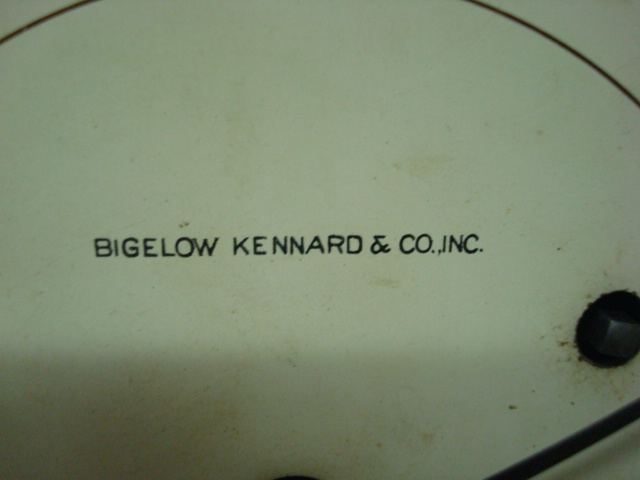 BIGELOW KENNARD & CO., INC.